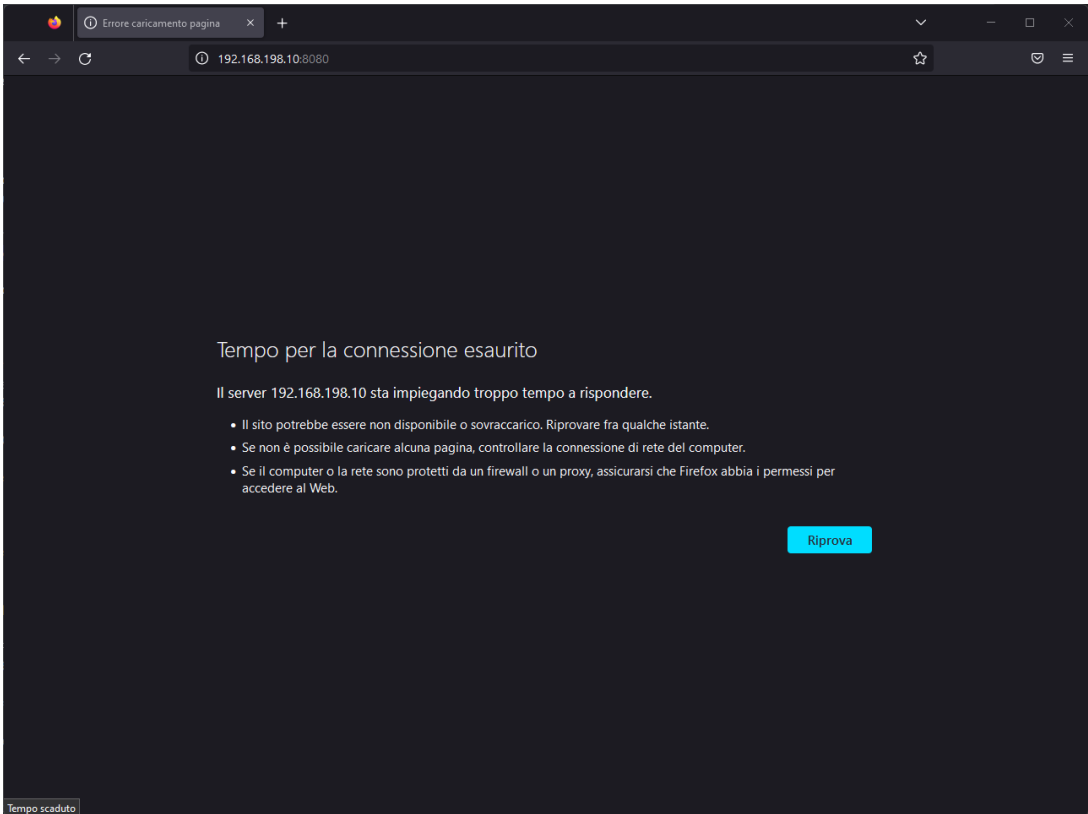 Errore caricamento pagina
192.168.198.10:8080
Tempo per la connessione esaurito
Il server 192.168.198.10 sta impiegando troppo tempo a rispondere.
• Il sito potrebbe essere non disponibile o sovraccarico. Riprovare fra qualche istante.
• Se non è possibile caricare alcuna pagina, controllare la connessione di rete del computer.
• Se il computer o la rete sono protetti da un firewall o un proxy, assicurarsi che Firefox abbia i permessi per
accedere al Web.
Riprova
Tempo scaduto